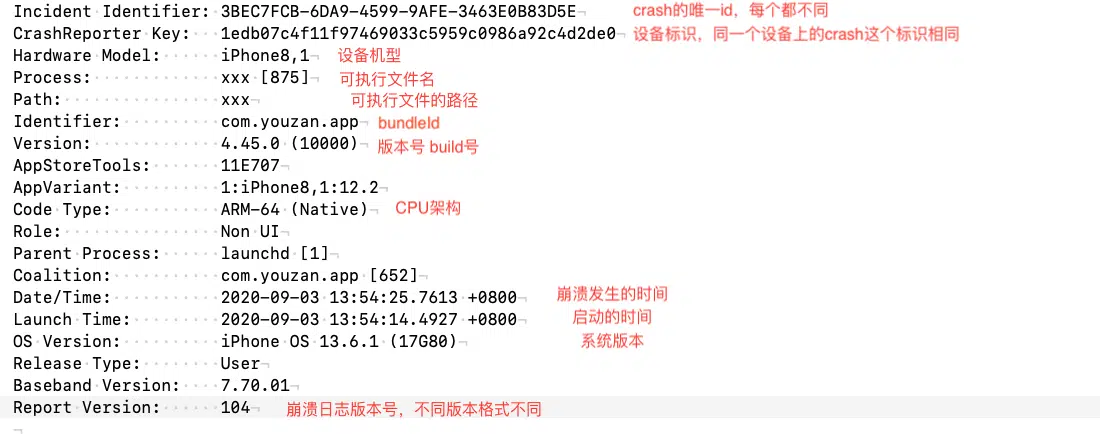 Incident Identifier: 3BEC7FCB-6DA9-4599-9AFE-3463E0B83D5E crash的唯一id，每个都不同
CrashReporter Key: 1edb07c4f11f97469033c5959c0986a92c4d2de0 设备标识，同一个设备上的crash这个标识相同
Hardware Model: iPhone8,1 设备机型
Process: xxx [875] 可执行文件名
Path: xxx 可执行文件的路径
Identifier: com.youzan.app bundleId
Version: 4.45.0 (10000) 版本号 build号
AppStoreTools: 11E707
AppVariant: 1:iPhone8,1:12.2
Code Type: ARM-64 (Native) CPU架构
Role: Non UI
Parent Process: launchd [1]
Coalition: com.youzan.app [652]
Date/Time: 2020-09-03 13:54:25.7613 +0800 崩溃发生的时间
Launch Time: 2020-09-03 13:54:14.4927 +0800 启动的时间
OS Version: iPhone OS 13.6.1 (17G80) 系统版本
Release Type: User
Baseband Version: 7.70.01
Report Version: 104 崩溃日志版本号，不同版本格式不同